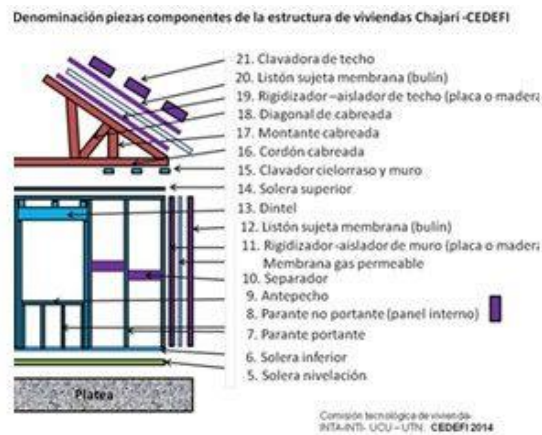 Denominación piezas componentes de la estructura de viviendas Chajarí -CEDEFI
21. Clavadora de techo
20. Listón sujeta membrana (bulín)
19. Rigidizador–aislador de techo (placa o madera
18. Diagonal de cabreada
17. Montante cabreada
16. Cordón cabreada
15. Clavador cielorraso y muro
14. Solera superior
13. Dintel
12. Listón sujeta membrana (bulín)
11. Rigidizador-aislador de muro (placa o madera
Membrana gas permeable
10. Separador
9. Antepecho
8. Parante no portante (panel interno)
7. Parante portante
6. Solera inferior
5. Solera nivelación
Platea
Comisión tecnológica de vivienda-
INTA-INTI- UCU – UTN. CEDEFI 2014